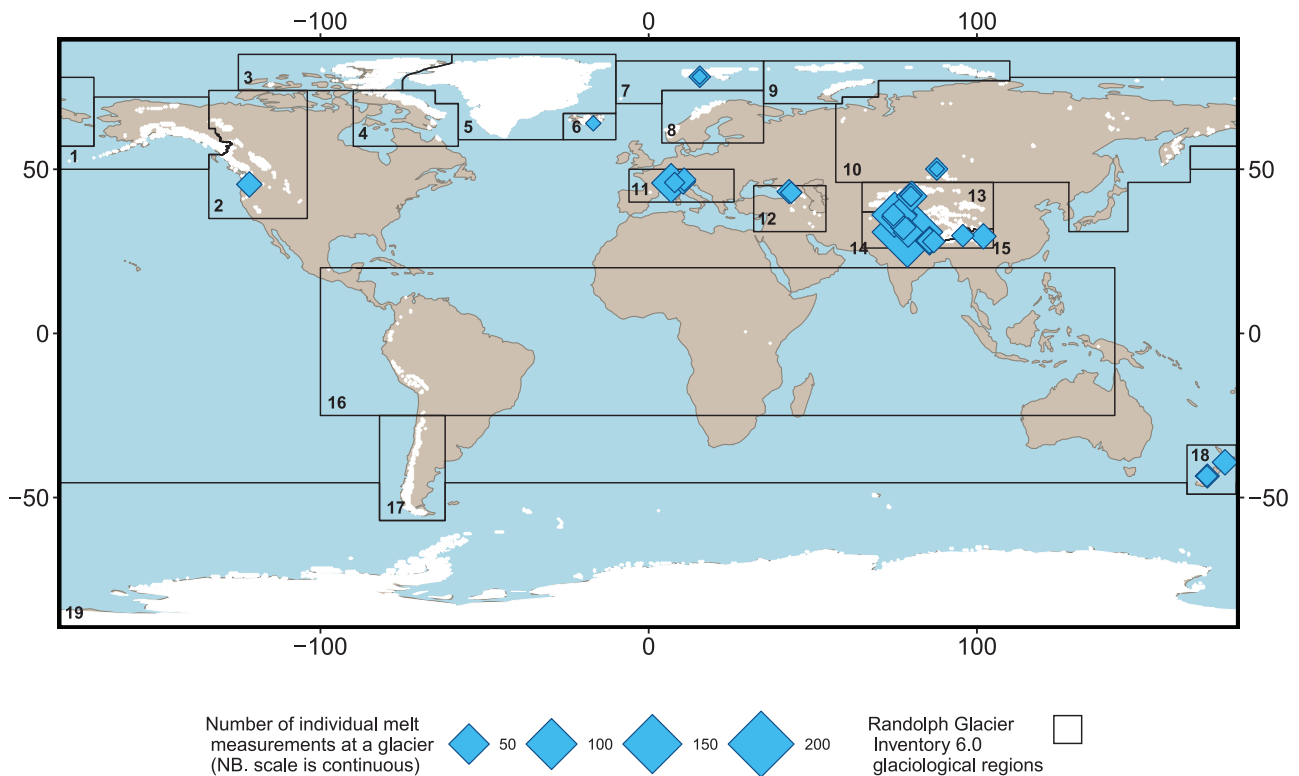 −100 0 100
3
7 9
6
5
4 8
1
50 50
10
11
2 13
12
14 15
0 0
16
18
−50 −50
17
19
−100 0 100
Number of individual melt
measurements at a glacier
(NB. scale is continuous)
50 100 150 200
Randolph Glacier
Inventory 6.0
glaciological regions